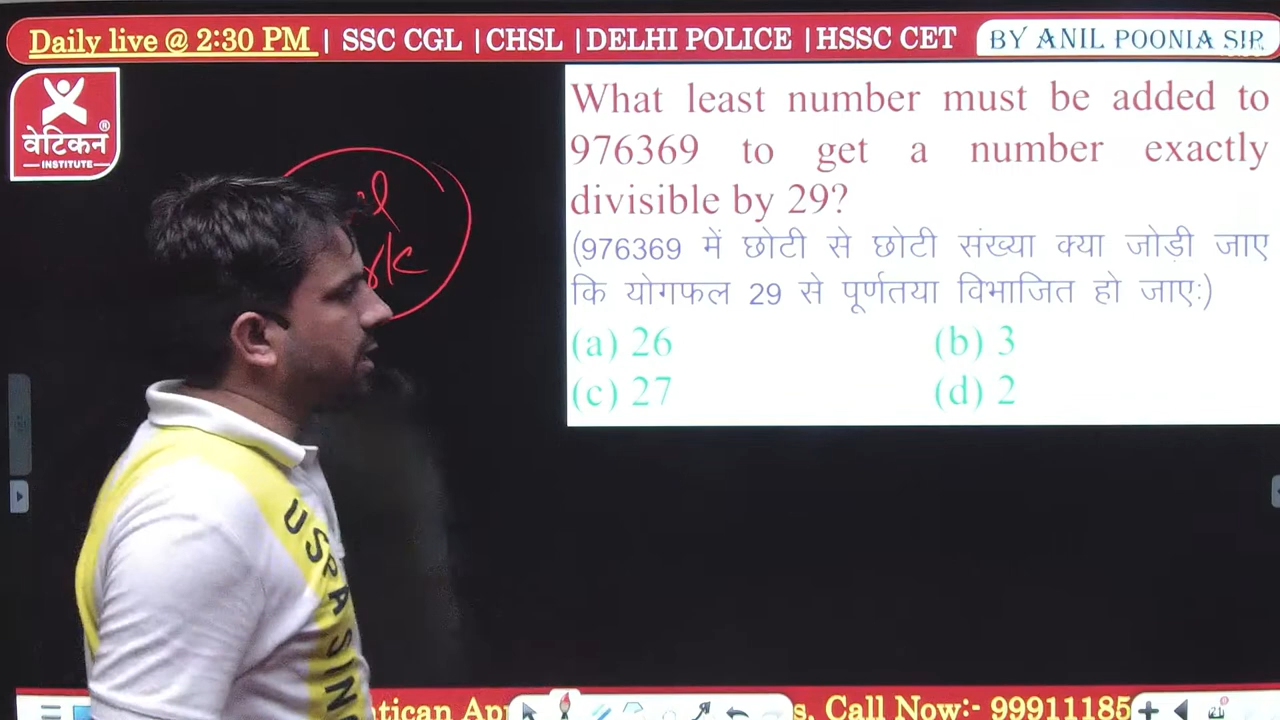 Daily live @ 2:30 PM | SSC CGL |CHSL |DELHI POLICE |HSSC CET
BY ANIL POONIA SIR
वेटिकन
INSTITUTE
What least number must be added to
976369 to get a number exactly
divisible by 29?
(976369 में छोटी से छोटी संख्या क्या जोड़ी जाए
कि योगफल 29 से पूर्णतया विभाजित हो जाएः)
(a) 26 (b) 3
(c) 27 (d) 2
USPA
Call Now:- 99911185